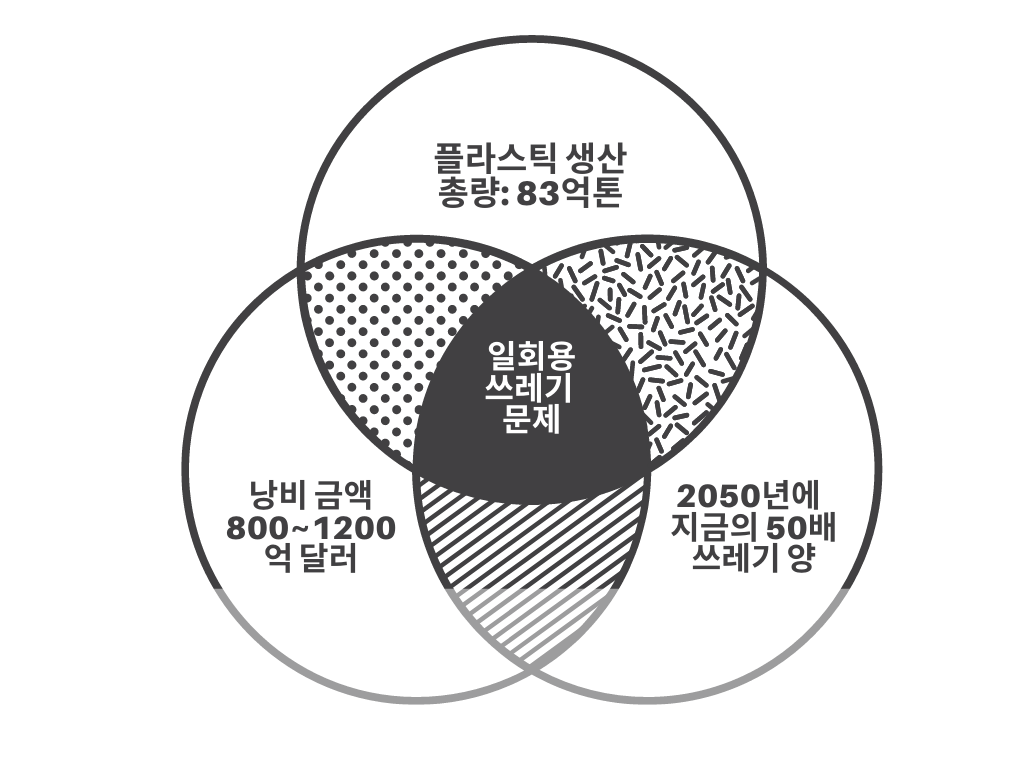 플라스틱 생산
총량: 83억톤
일회용
쓰레기
문제
낭비 금액
800~1200
억 달러
2050년에
지금의 50배
쓰레기 양